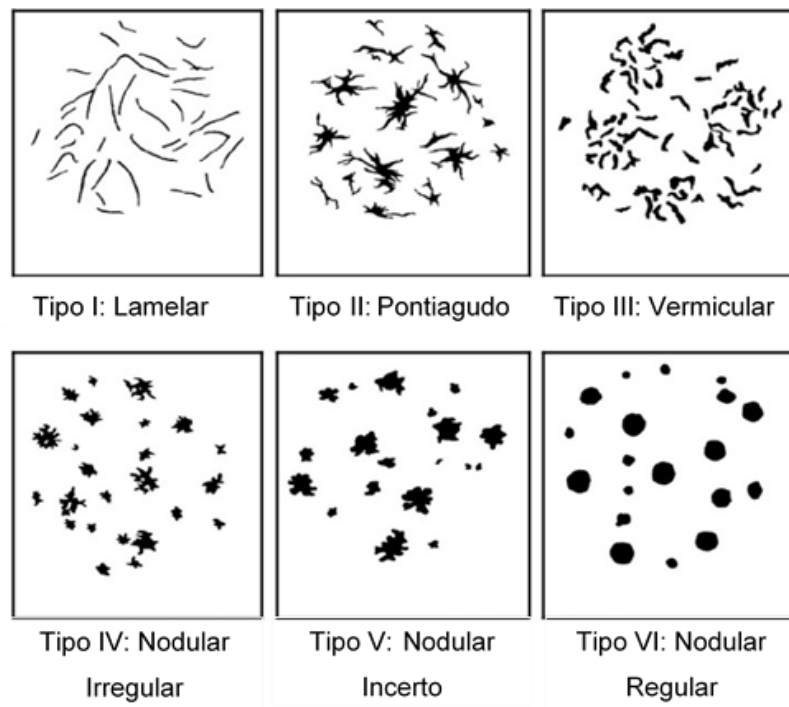 Tipo I: Lamelar
Tipo II: Pontiagudo
Tipo III: Vermicular
Tipo IV: Nodular
Irregular
Tipo V: Nodular
Incerto
Tipo VI: Nodular
Regular